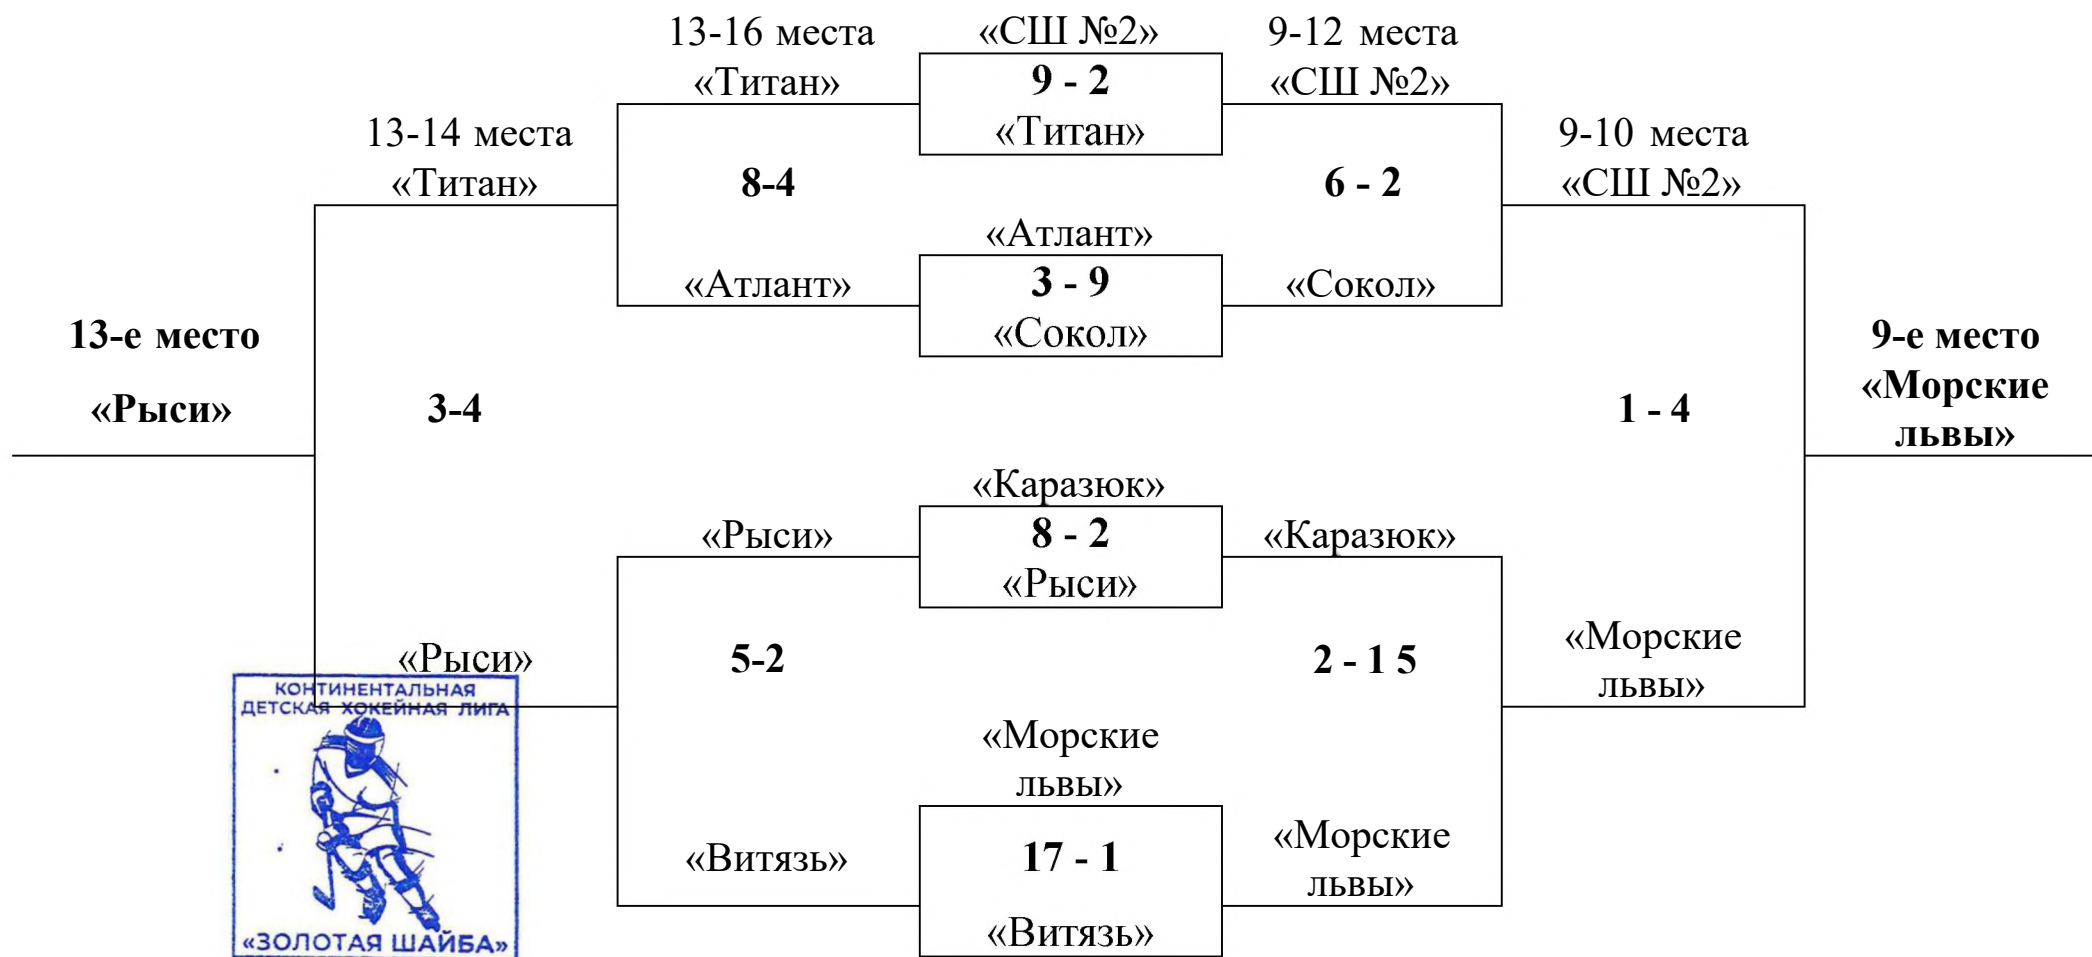 13-16 места
«СШ №2»
9-12 места
«Титан»
9 - 2
«СШ №2»
13-14 места
«Титан»
9-10 места
«Титан»
8-4
6 - 2
«СШ №2»
«Атлант»
«Атлант»
3 - 9
«Сокол»
13-е место
«Сокол»
9-е место
«Рыси»
3-4
1 - 4
«Морские
львы»
«Каразюк»
«Рыси»
8 - 2
«Каразюк»
«Рыси»
«Рыси»
5-2
2 - 1 5
«Морские
львы»
КОНТИНЕНТАЛЬНАЯ
ДЕТСКАЯ ХОККЕЙНАЯ ЛИГА
«Морские
львы»
«Витязь»
17 - 1
«Морские
львы»
«Витязь»
«ЗОЛОТАЯ ШАЙБА»